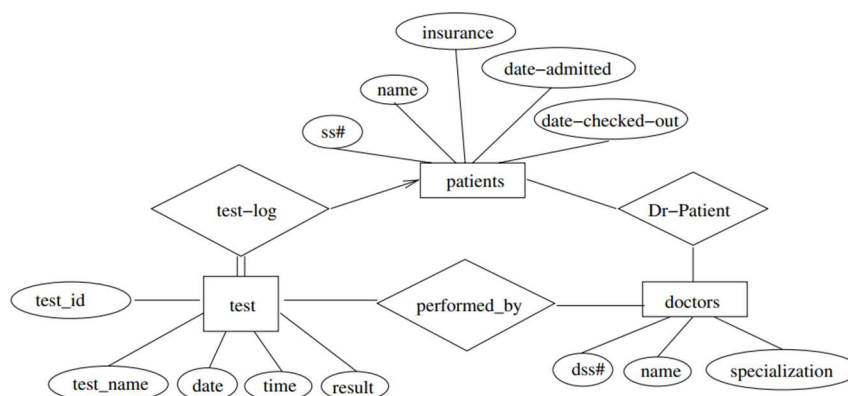 insurance
date-admitted
name
date-checked-out
ss#
patients
test-log
Dr-Patient
test_id
test
performed_by
doctors
test_name
date
time
result
dss#
name
specialization